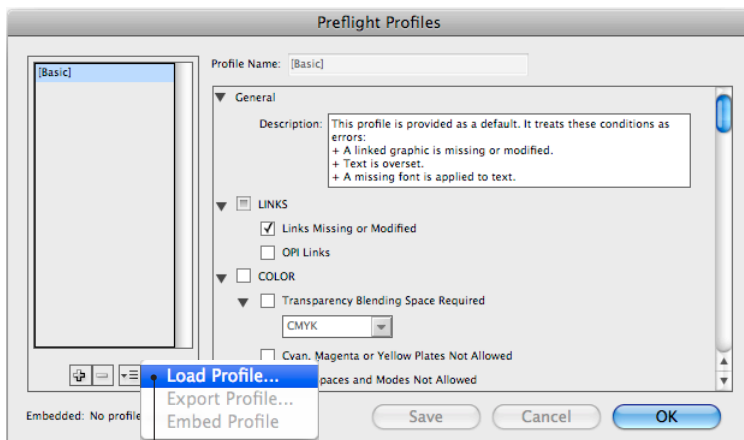 Preflight Profiles
[Basic]
Profile Name: [Basic]
General
Description: This profile is provided as a default. It treats these conditions as
errors:
+ A linked graphic is missing or modified.
+ Text is overset.
+ A missing font is applied to text.
LINKS
Links Missing or Modified
OPI Links
COLOR
Transparency Blending Space Required
CMYK
Cyan, Magenta or Yellow Plates Not Allowed
paces and Modes Not Allowed
Load Profile...
Export Profile...
Embed Profile
Embedded: No profile
Save
Cancel
OK